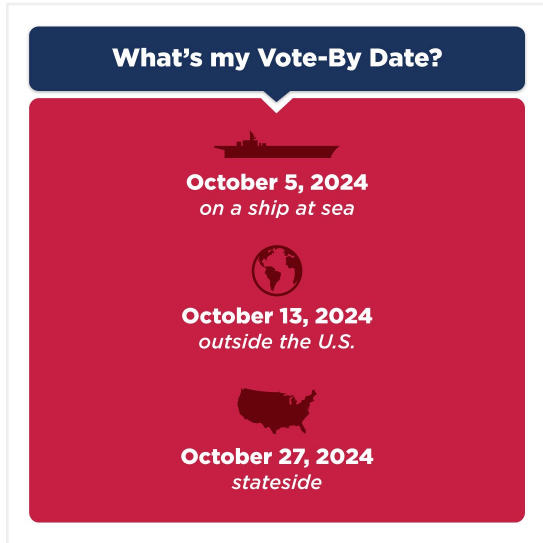 What’s my Vote-By Date?
October 5, 2024
on a ship at sea
October 13, 2024
outside the U.S.
October 27, 2024
stateside